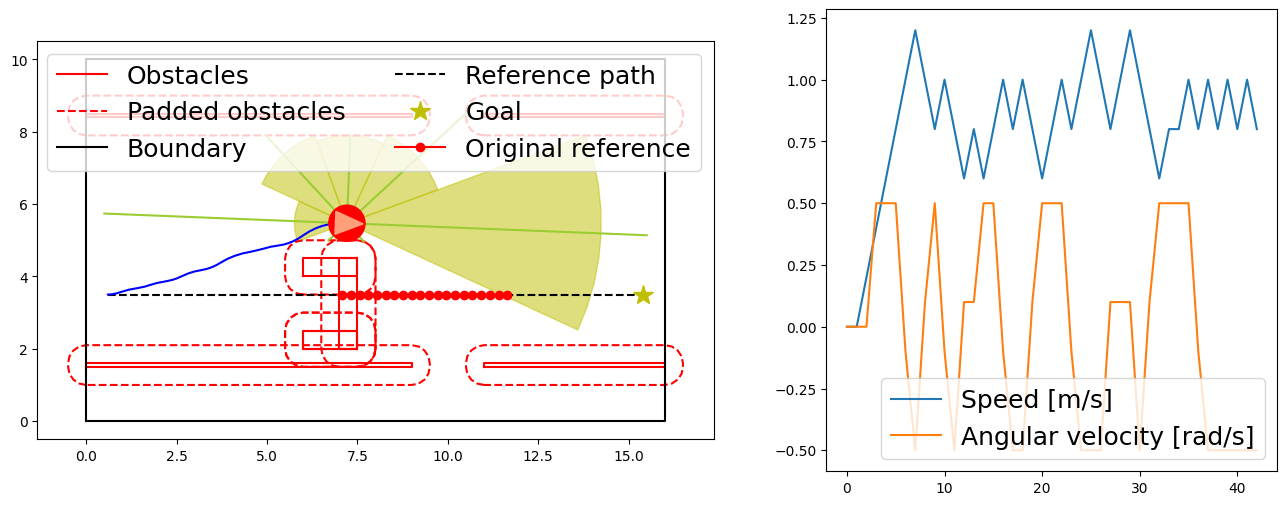 10
8
6
4
2
0
0.0 2.5 5.0 7.5 10.0 12.5 15.0
Obstacles
Padded obstacles
Boundary
Reference path
Goal
Original reference
1.25
1.00
0.75
0.50
0.25
0.00
−0.25
−0.50
0 10 20 30 40
Speed [m/s]
Angular velocity [rad/s]